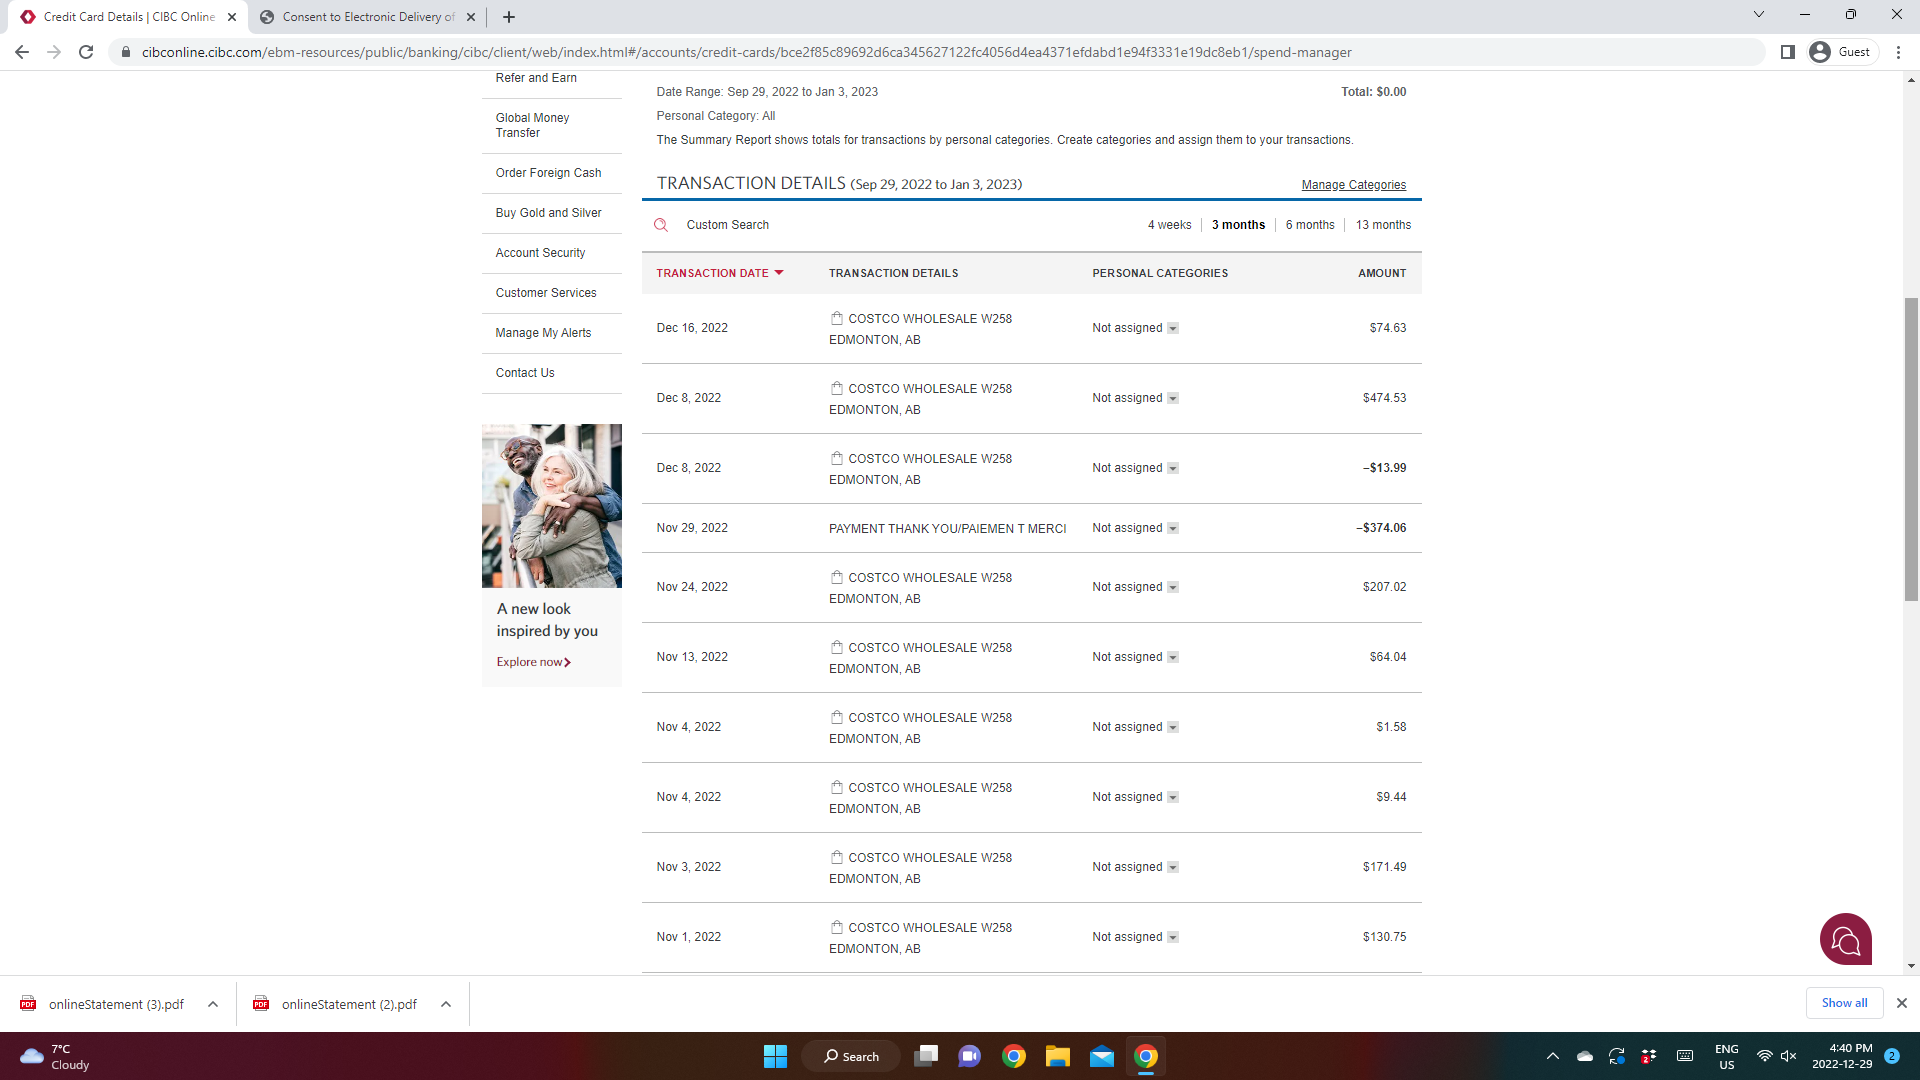 Credit Card Details | CIBC Online
Consent to Electronic Delivery of
cibconline.cibc.com/ebm-resources/public/banking/cibc/client/web/index.html#/accounts/credit-cards/bce2f85c89692d6ca345627122fc4056d4ea4371efdabd1e94f3331e19dc8eb1/spend-manager
Guest
Refer and Earn
Global Money
Transfer
Order Foreign Cash
Buy Gold and Silver
Account Security
Customer Services
Manage My Alerts
Contact Us
A new look
inspired by you
Explore now
Date Range: Sep 29, 2022 to Jan 3, 2023 Total: $0.00
Personal Category: All
The Summary Report shows totals for transactions by personal categories. Create categories and assign them to your transactions.
TRANSACTION DETAILS (Sep 29, 2022 to Jan 3, 2023) Manage Categories
Custom Search 4 weeks 3 months 6 months 13 months
TRANSACTION DATE TRANSACTION DETAILS PERSONAL CATEGORIES AMOUNT
Dec 16, 2022 COSTCO WHOLESALE W258 Not assigned $74.63
EDMONTON, AB
Dec 8, 2022 COSTCO WHOLESALE W258 Not assigned $474.53
EDMONTON, AB
Dec 8, 2022 COSTCO WHOLESALE W258 Not assigned –$13.99
EDMONTON, AB
Nov 29, 2022 PAYMENT THANK YOU/PAIEMEN T MERCI Not assigned –$374.06
Nov 24, 2022 COSTCO WHOLESALE W258 Not assigned $207.02
EDMONTON, AB
Nov 13, 2022 COSTCO WHOLESALE W258 Not assigned $64.04
EDMONTON, AB
Nov 4, 2022 COSTCO WHOLESALE W258 Not assigned $1.58
EDMONTON, AB
Nov 4, 2022 COSTCO WHOLESALE W258 Not assigned $9.44
EDMONTON, AB
Nov 3, 2022 COSTCO WHOLESALE W258 Not assigned $171.49
EDMONTON, AB
Nov 1, 2022 COSTCO WHOLESALE W258 Not assigned $130.75
EDMONTON, AB
PDF onlineStatement (3).pdf
PDF onlineStatement (2).pdf
Show all
7°C
Cloudy
Search
2
ENG
US
4:40 PM
2022-12-29
2